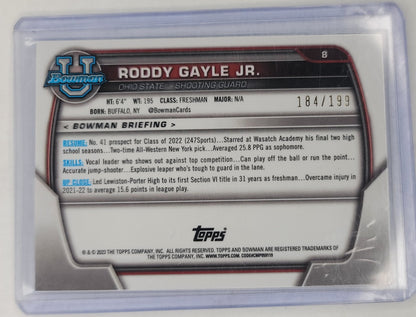 8
U
Bowman
RODDY GAYLE JR.
OHIO STATE – SHOOTING GUARD
HT: 6'4" WT: 195 CLASS: FRESHMAN MAJOR: N/A
BORN: BUFFALO, NY @BowmanCards
184/199
< BOWMAN BRIEFING >
RESUME: No. 41 prospect for Class of 2022 (247Sports)...Starred at Wasatch Academy his final two high
school seasons...Two-time All-Western New York pick...Averaged 25.8 PPG as sophomore.
SKILLS: Vocal leader who shows out against top competition...Can play off the ball or run the point...
Accurate jump-shooter...Explosive leaper who's tough to guard in the lane.
UP CLOSE: Led Lewiston-Porter High to its first Section VI title in 31 years as freshman...Overcame injury in
2021-22 to average 15.6 points in league play.
TOPPS
® & © 2023 THE TOPPS COMPANY, INC. ALL RIGHTS RESERVED. TOPPS AND BOWMAN ARE REGISTERED TRADEMARKS OF
THE TOPPS COMPANY, INC. WWW.TOPPS.COM.